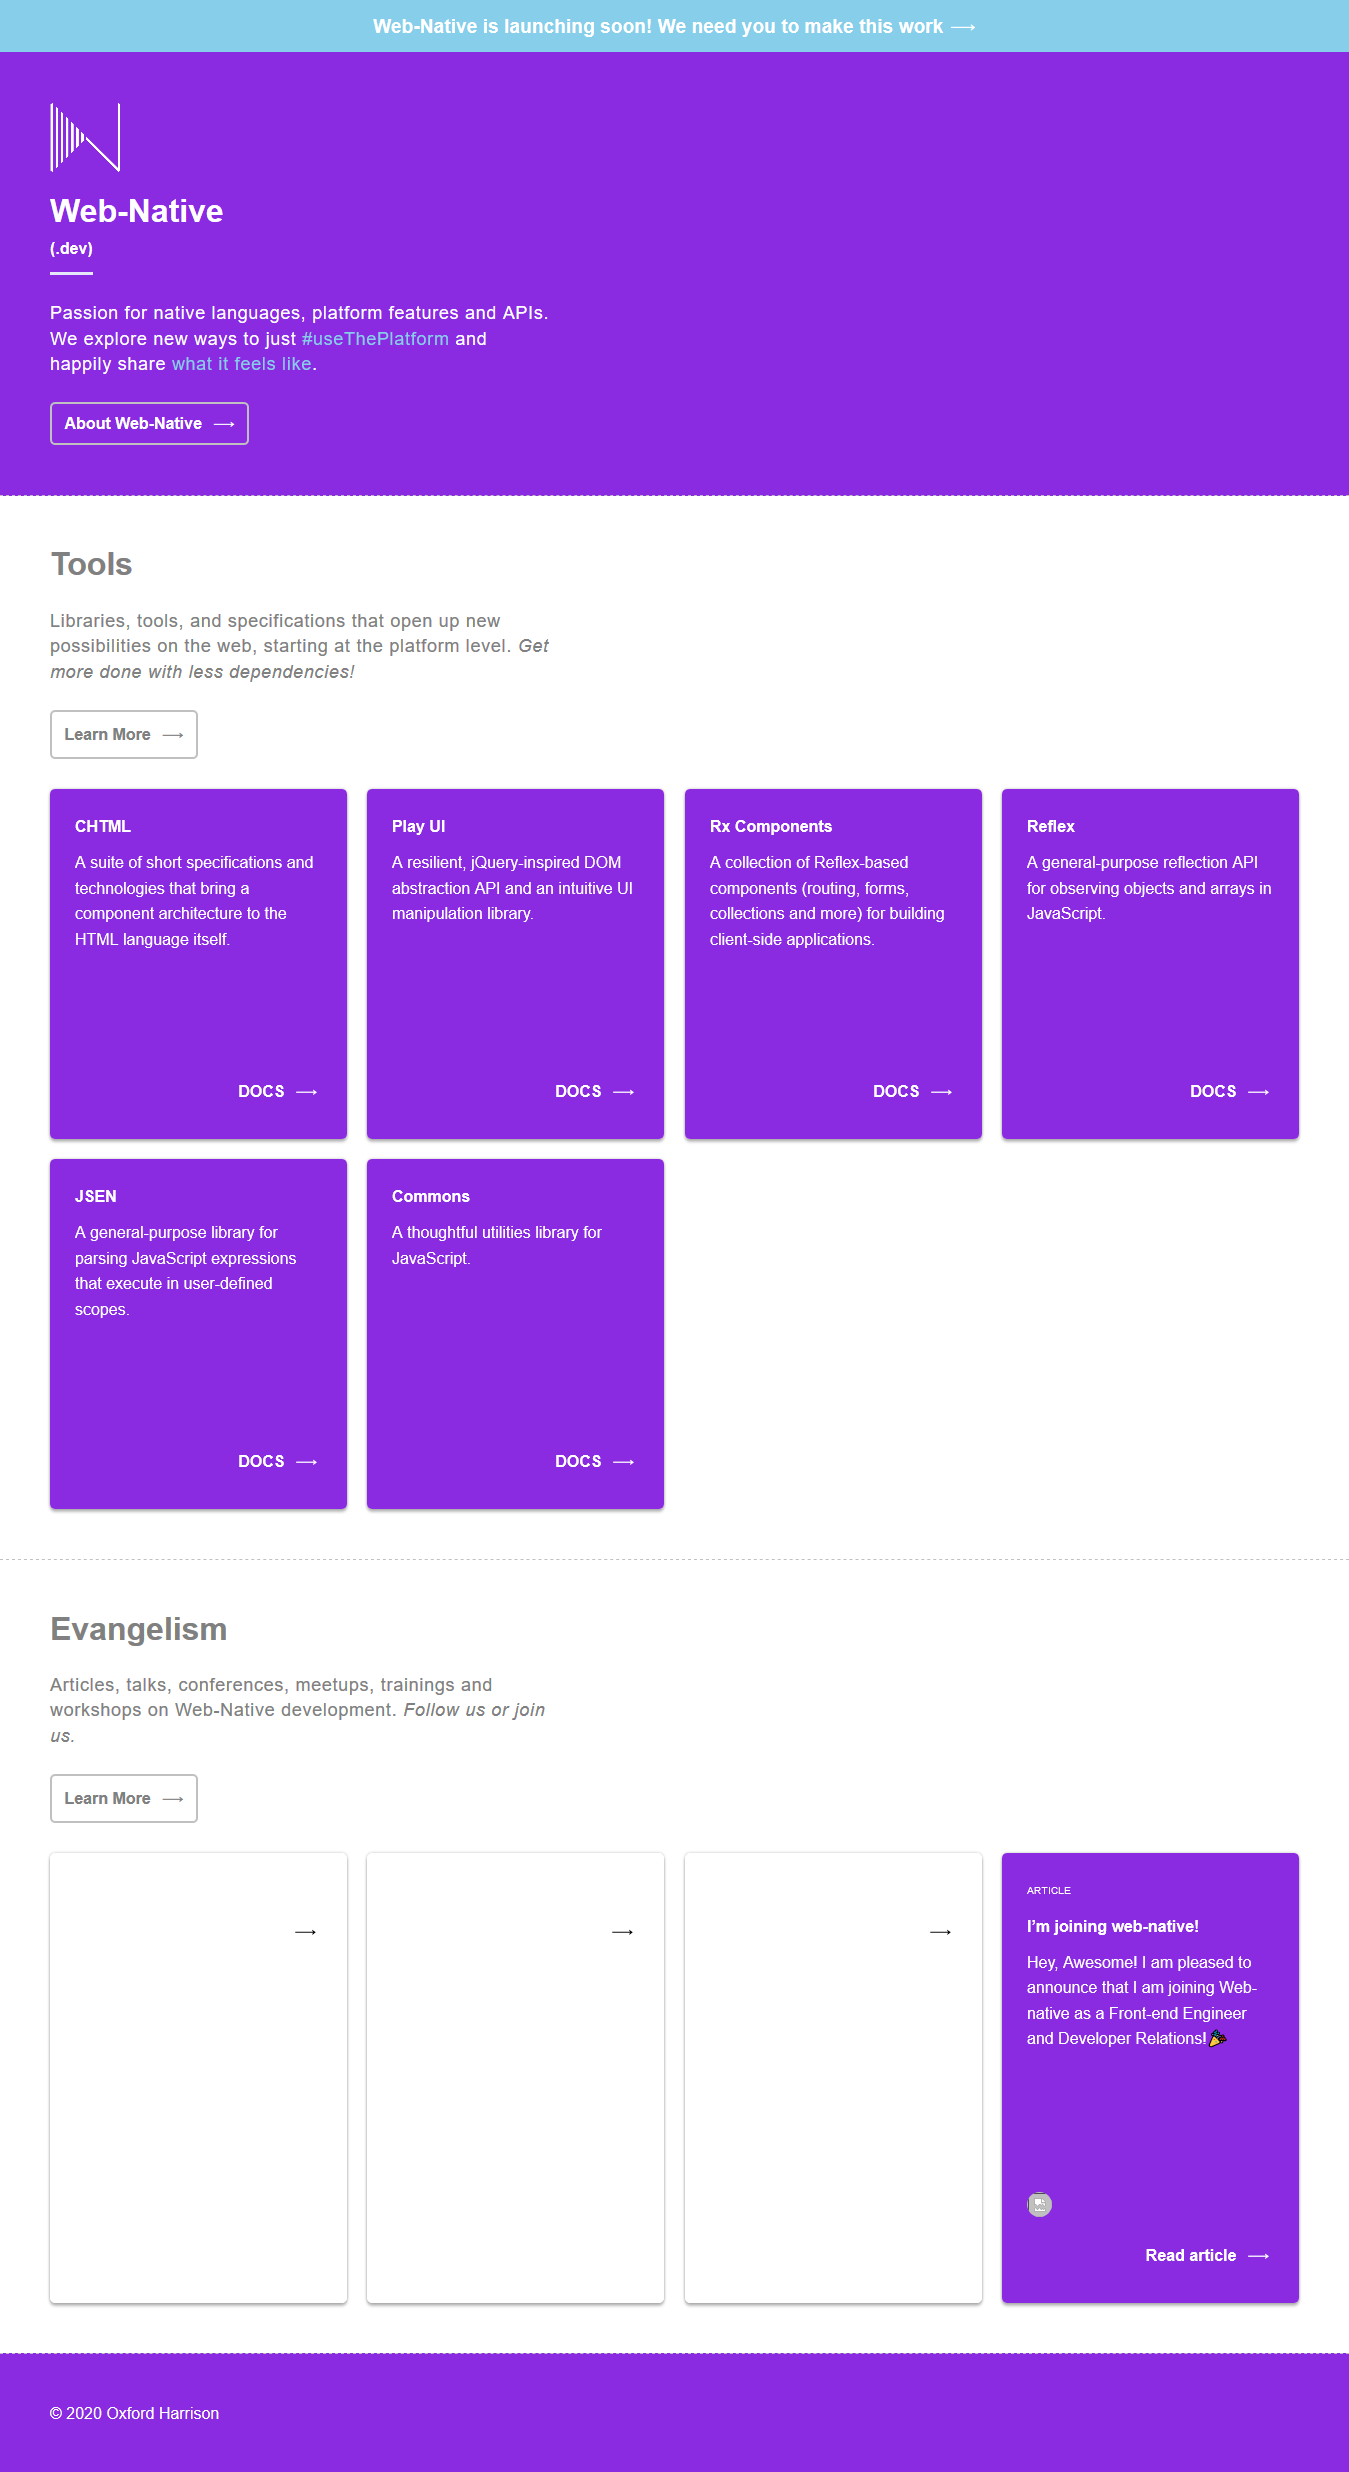 Web-Native is launching soon! We need you to make this work ⟶
Web-Native
(.dev)
Passion for native languages, platform features and APIs.
We explore new ways to just #useThePlatform and
happily share what it feels like.
About Web-Native ⟶
Tools
Libraries, tools, and specifications that open up new
possibilities on the web, starting at the platform level. Get
more done with less dependencies!
Learn More ⟶
CHTML
A suite of short specifications and
technologies that bring a
component architecture to the
HTML language itself.
DOCS ⟶
Play UI
A resilient, jQuery-inspired DOM
abstraction API and an intuitive UI
manipulation library.
DOCS ⟶
Rx Components
A collection of Reflex-based
components (routing, forms,
collections and more) for building
client-side applications.
DOCS ⟶
Reflex
A general-purpose reflection API
for observing objects and arrays in
JavaScript.
DOCS ⟶
JSEN
A general-purpose library for
parsing JavaScript expressions
that execute in user-defined
scopes.
DOCS ⟶
Commons
A thoughtful utilities library for
JavaScript.
DOCS ⟶
Evangelism
Articles, talks, conferences, meetups, trainings and
workshops on Web-Native development. Follow us or join
us.
Learn More ⟶
⟶
⟶
⟶
ARTICLE
I’m joining web-native!
Hey, Awesome! I am pleased to
announce that I am joining Web-
native as a Front-end Engineer
and Developer Relations!🎉
Read article ⟶
© 2020 Oxford Harrison